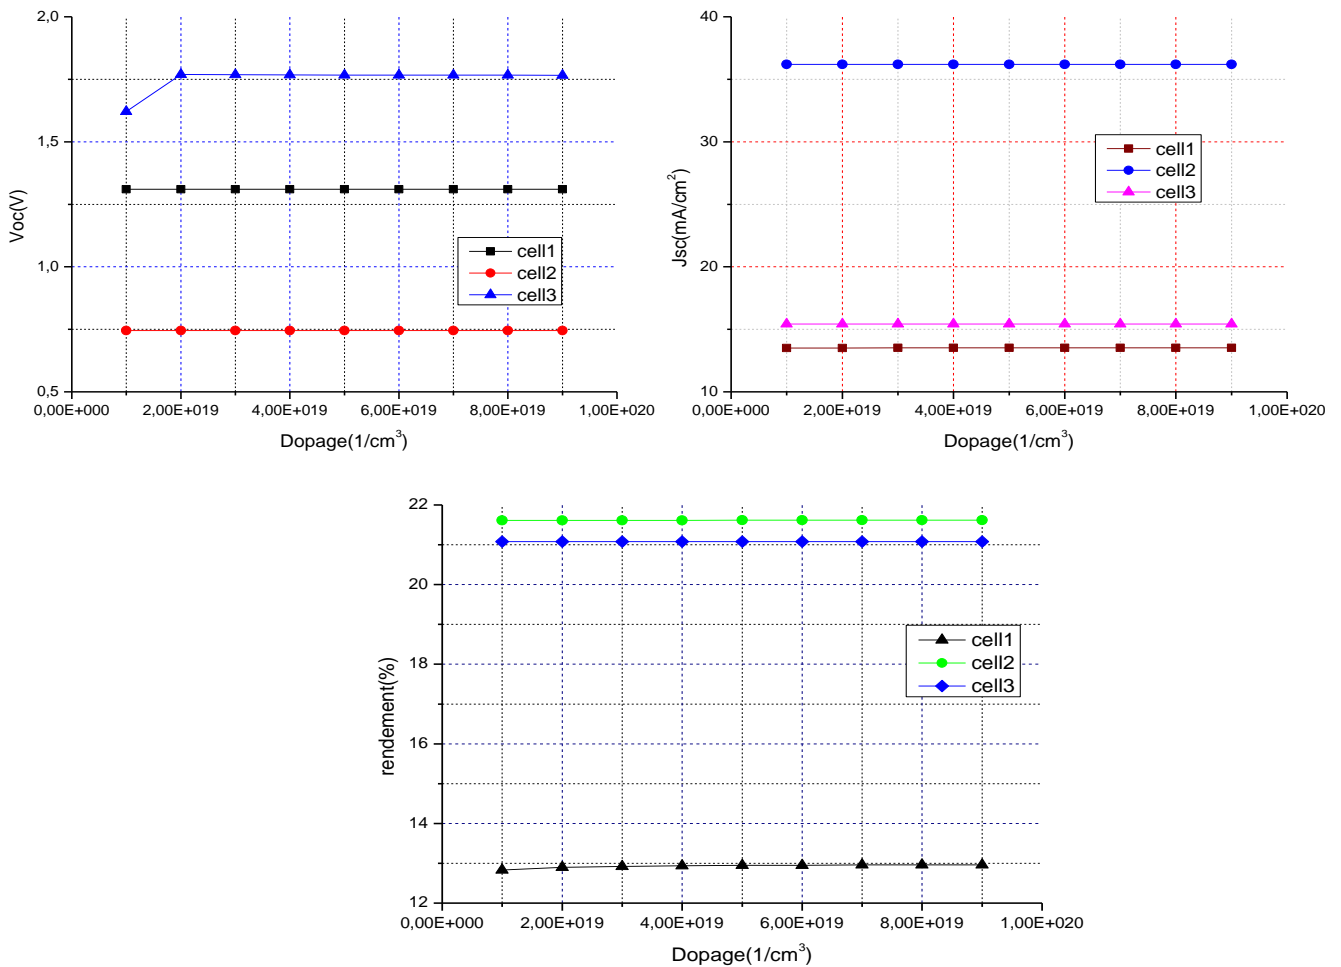 2,0
1,5
1,0
0,5
Voc(V)
cell1
cell2
cell3
0,00E+000 2,00E+019 4,00E+019 6,00E+019 8,00E+019 1,00E+020
Dopage(1/cm³)
40
30
20
10
Jsc(mA/cm²)
cell1
cell2
cell3
0,00E+000 2,00E+019 4,00E+019 6,00E+019 8,00E+019 1,00E+020
Dopage(1/cm³)
22
20
18
16
14
13
12
rendement(%)
cell1
cell2
cell3
0,00E+000 2,00E+019 4,00E+019 6,00E+019 8,00E+019 1,00E+020
Dopage(1/cm³)